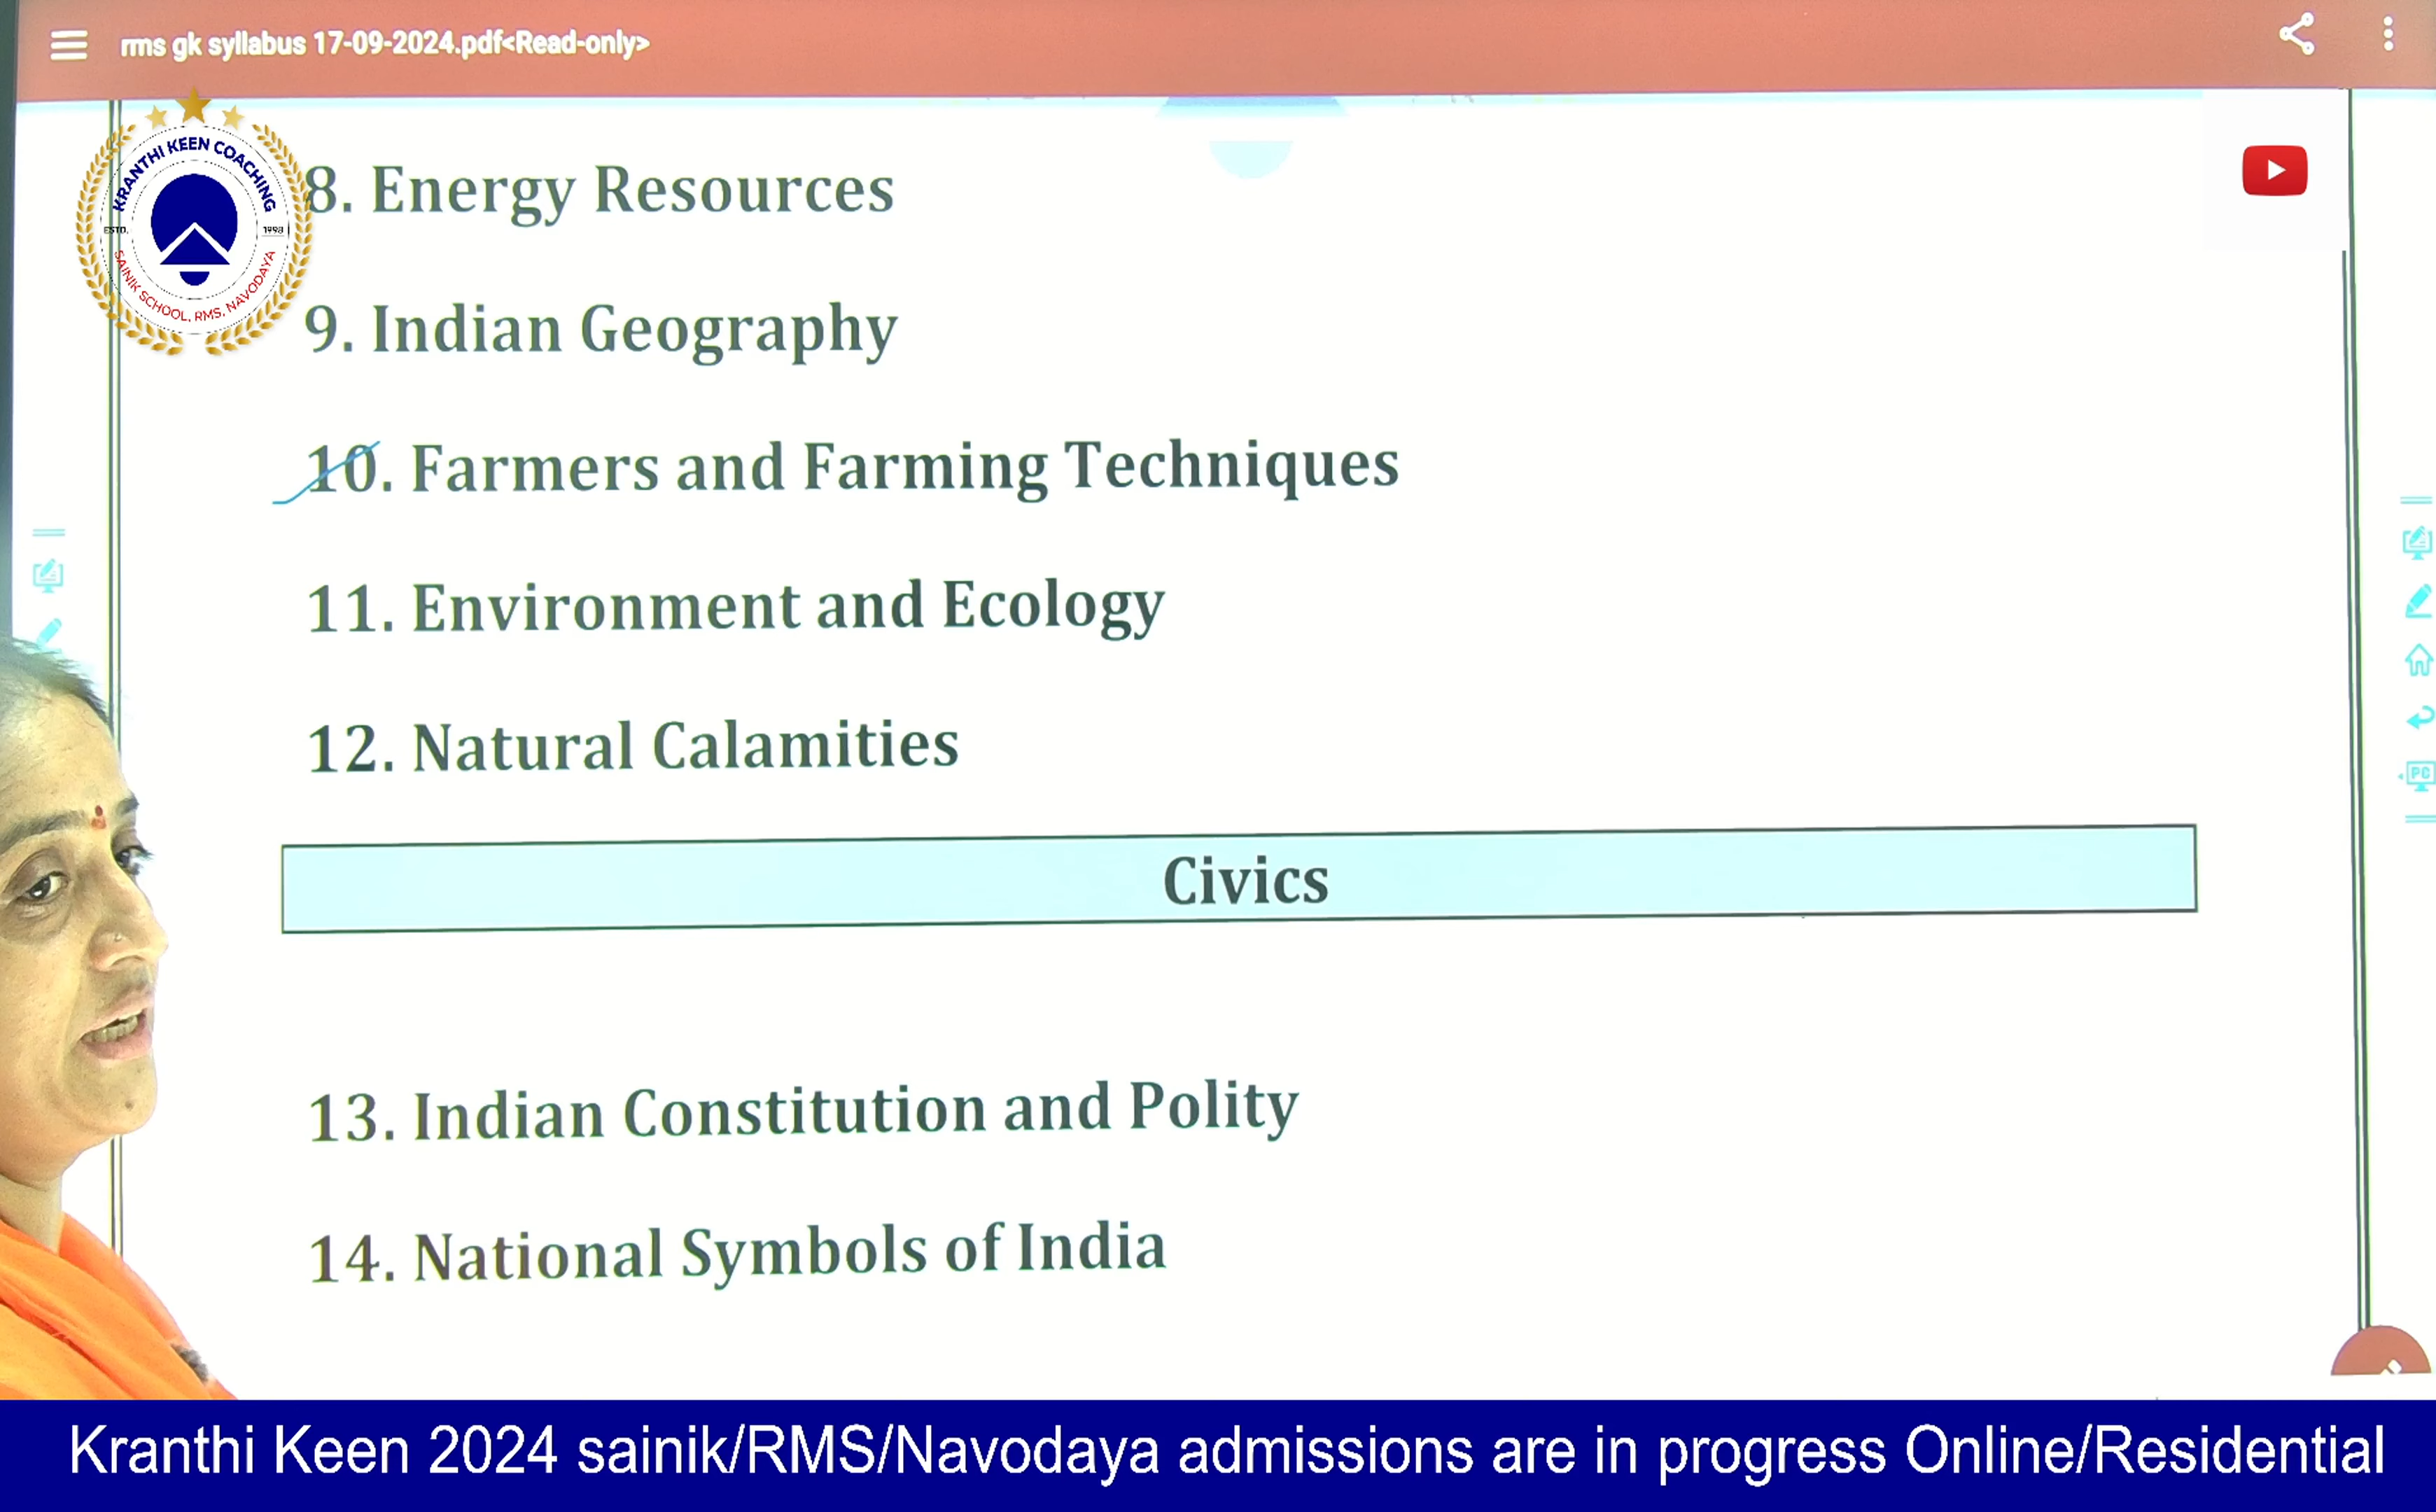 rms gk syllabus 17-09-2024.pdf<Read-only>
KRANTHI KEEN COACHING
ESTD. 1998
SAINIK SCHOOL, RMS, NAVODAYA
8. Energy Resources
9. Indian Geography
10. Farmers and Farming Techniques
11. Environment and Ecology
12. Natural Calamities
PC
Civics
13. Indian Constitution and Polity
14. National Symbols of India
Kranthi Keen 2024 sainik/RMS/Navodaya admissions are in progress Online/Residential